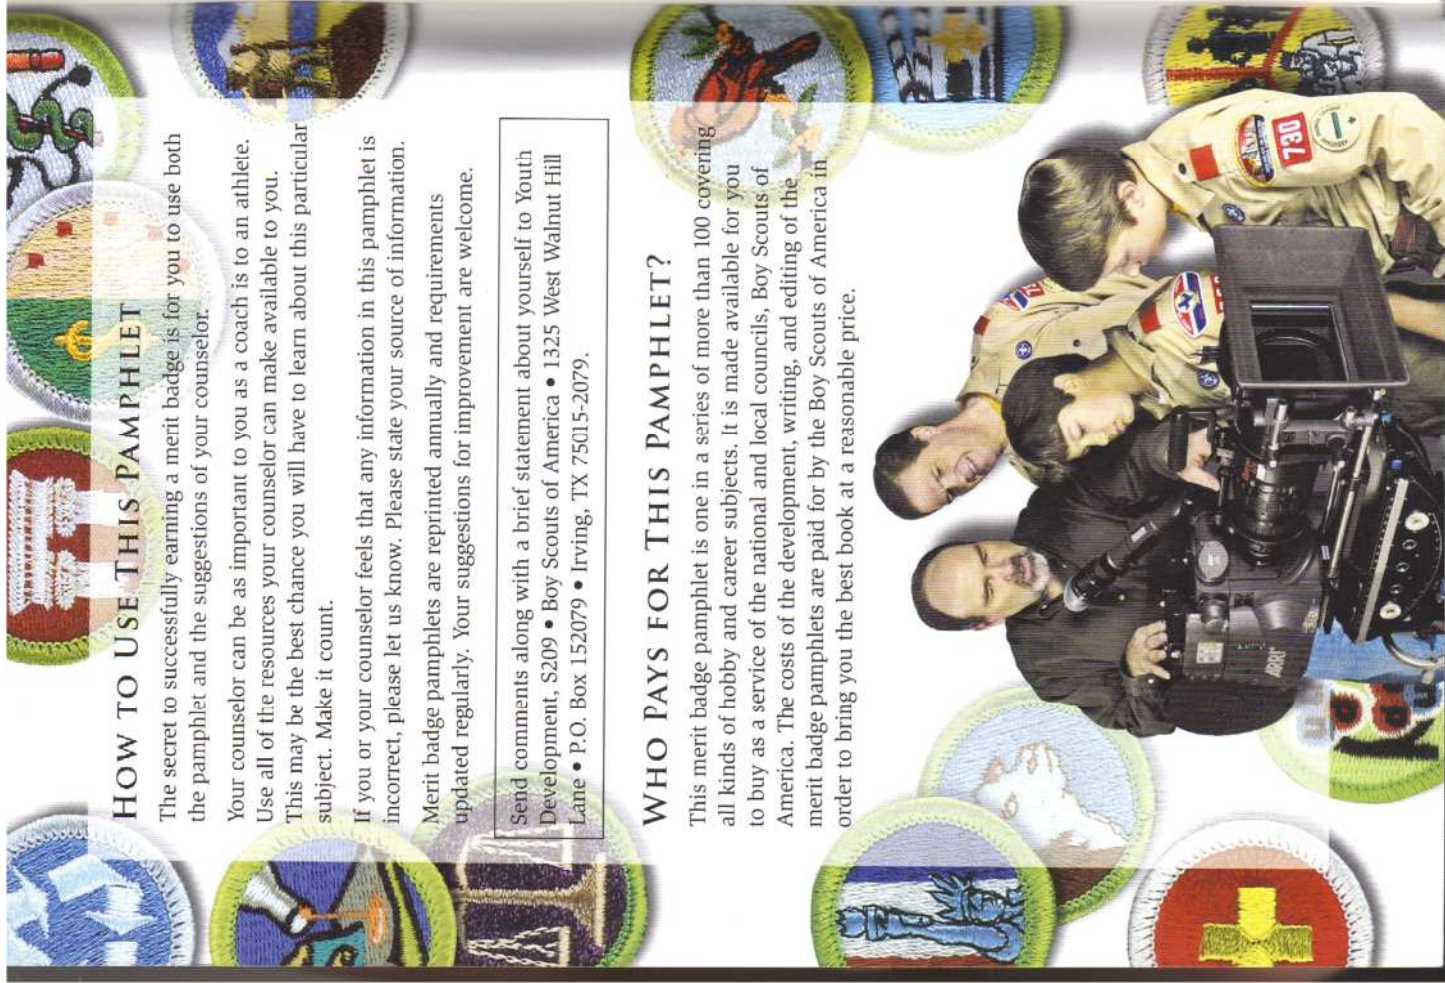 HOW TO USE THIS PAMPHLET
The secret to successfully earning a merit badge is for you to use both
the pamphlet and the suggestions of your counselor.
Your counselor can be as important to you as a coach is to an athlete.
Use all of the resources your counselor can make available to you.
This may be the best chance you will have to learn about this particular
subject. Make it count.
If you or your counselor feels that any information in this pamphlet is
incorrect, please let us know. Please state your source of information.
Merit badge pamphlets are reprinted annually and requirements
updated regularly. Your suggestions for improvement are welcome.
Send comments along with a brief statement about yourself to Youth
Development, S209 • Boy Scouts of America • 1325 West Walnut Hill
Lane • P.O. Box 152079 • Irving, TX 75015-2079.
WHO PAYS FOR THIS PAMPHLET?
This merit badge pamphlet is one in a series of more than 100 covering
all kinds of hobby and career subjects. It is made available for you
to buy as a service of the national and local councils, Boy Scouts of
America. The costs of the development, writing, and editing of the
merit badge pamphlets are paid for by the Boy Scouts of America in
order to bring you the best book at a reasonable price.
730
ARRI